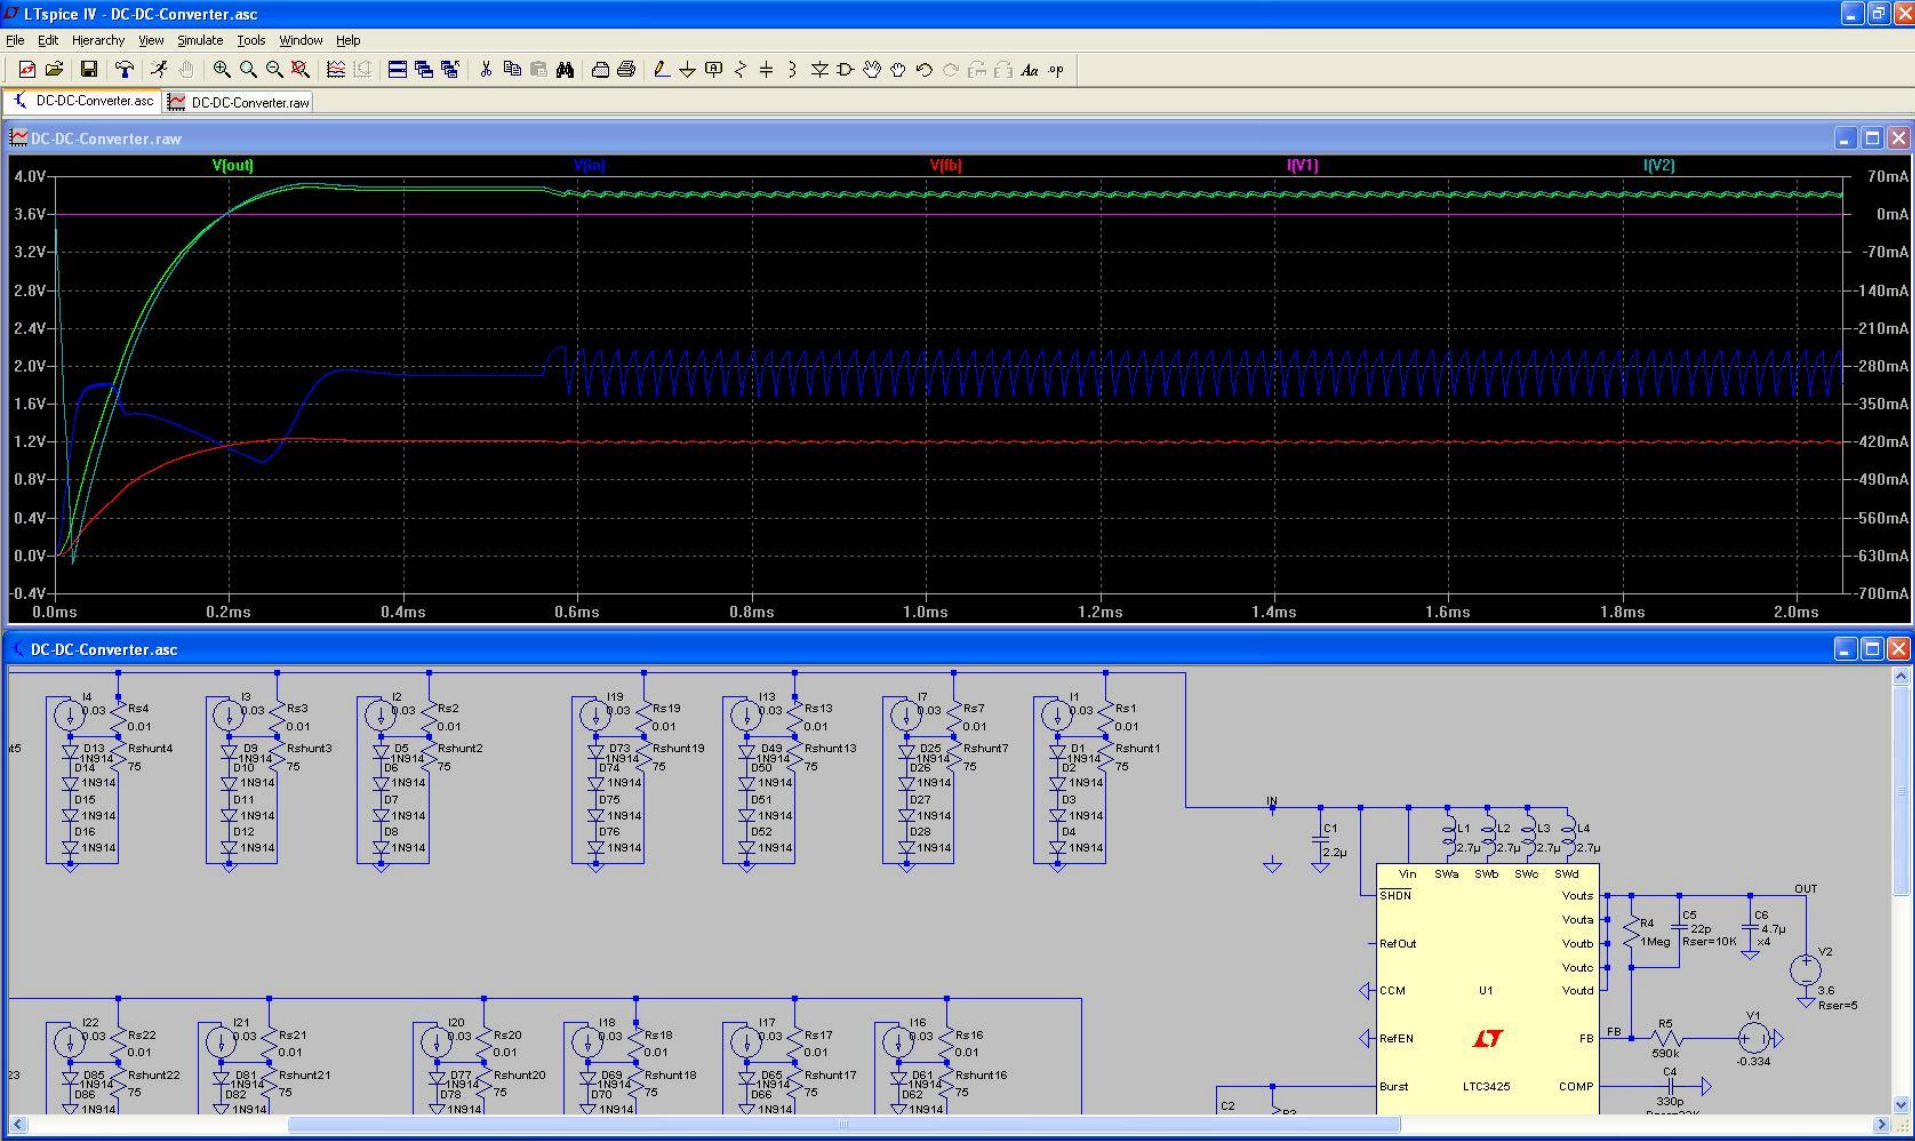 LTspice IV - DC-DC-Converter.asc
File Edit Hierarchy View Simulate Tools Window Help
DC-DC-Converter.asc DC-DC-Converter.raw
DC-DC-Converter.raw
V(out) V(in) V(fb) I(V1) I(V2)
4.0V 70mA
3.6V 0mA
3.2V -70mA
2.8V -140mA
2.4V -210mA
2.0V -280mA
1.6V -350mA
1.2V -420mA
0.8V -490mA
0.4V -560mA
0.0V -630mA
-0.4V -700mA
0.0ms 0.2ms 0.4ms 0.6ms 0.8ms 1.0ms 1.2ms 1.4ms 1.6ms 1.8ms 2.0ms
DC-DC-Converter.asc
I4 I3 I2 I19 I13 I7 I1
0.03 Rs4 0.03 Rs3 0.03 Rs2 0.03 Rs19 0.03 Rs13 0.03 Rs7 0.03 Rs1
0.01 0.01 0.01 0.01 0.01 0.01 0.01
D13 Rshunt4 D9 Rshunt3 D5 Rshunt2 D73 Rshunt19 D49 Rshunt13 D25 Rshunt7 D1 Rshunt1
1N914 1N914 1N914 1N914 1N914 1N914 1N914
D14 75 D10 75 D6 75 D74 75 D50 75 D26 75 D2 75
1N914 1N914 1N914 1N914 1N914 1N914 1N914
D15 D11 D7 D75 D51 D27 D3 IN
1N914 1N914 1N914 1N914 1N914 1N914 1N914
D16 D12 D8 D76 D52 D28 D4 C1 L1 L2 L3 L4
1N914 1N914 1N914 1N914 1N914 1N914 1N914 2.2µ 2.7µ 2.7µ 2.7µ 2.7µ
Vin SWa SWb SWc SWd
SHDN Vouts OUT
Vouta R4 C5 C6
22p 4.7µ
RefOut Voutb 1Meg Rser=10K x4
V2
Voutc
CCM U1 Voutd 3.6
Rser=5
I22 I21 I20 I18 I17 I16 V1
0.03 Rs22 0.03 Rs21 0.03 Rs20 0.03 Rs18 0.03 Rs17 0.03 Rs16 RefEN FB FB R5
0.01 0.01 0.01 0.01 0.01 0.01 590k -0.334
D85 Rshunt22 D81 Rshunt21 D77 Rshunt20 D69 Rshunt18 D65 Rshunt17 D61 Rshunt16 C4
1N914 1N914 1N914 1N914 1N914 1N914 Burst LTC3425 COMP
D86 75 D82 75 D78 75 D70 75 D66 75 D62 75 330p
1N914 1N914 1N914 1N914 1N914 1N914 C2